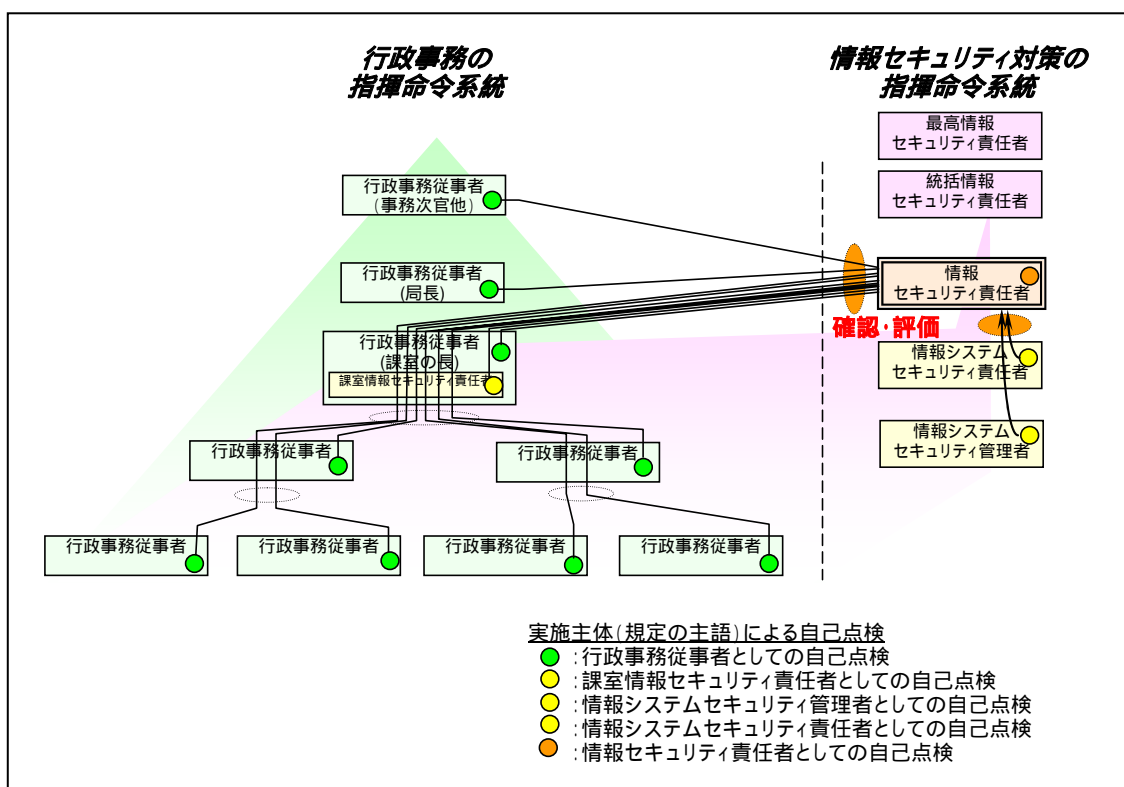 行政事務の
指揮命令系統
情報セキュリティ対策の
指揮命令系統
最高情報
セキュリティ責任者
統括情報
セキュリティ責任者
行政事務従事者
(事務次官他)
行政事務従事者
(局長)
情報
セキュリティ責任者
確認・評価
行政事務従事者
(課室の長)
課室情報セキュリティ責任者
情報システム
セキュリティ責任者
情報システム
セキュリティ管理者
行政事務従事者
行政事務従事者
行政事務従事者
行政事務従事者
行政事務従事者
行政事務従事者
実施主体(規定の主語)による自己点検
:行政事務従事者としての自己点検
:課室情報セキュリティ責任者としての自己点検
:情報システムセキュリティ管理者としての自己点検
:情報システムセキュリティ責任者としての自己点検
:情報セキュリティ責任者としての自己点検